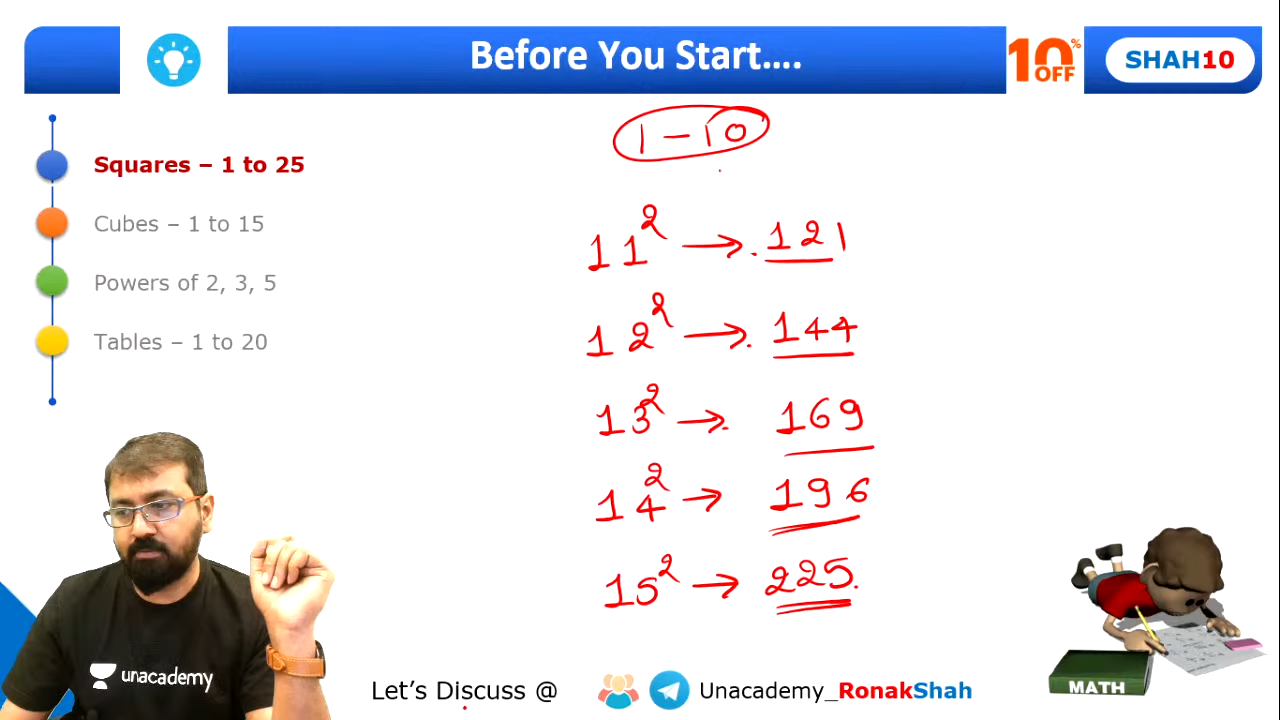 Before You Start....
10% OFF
SHAH10
Squares – 1 to 25
Cubes – 1 to 15
Powers of 2, 3, 5
Tables – 1 to 20
1 – 10
11² → 121
12² → 144
13² → 169
14² → 196
15² → 225.
unacademy
MATH
Let's Discuss @ Unacademy_RonakShah